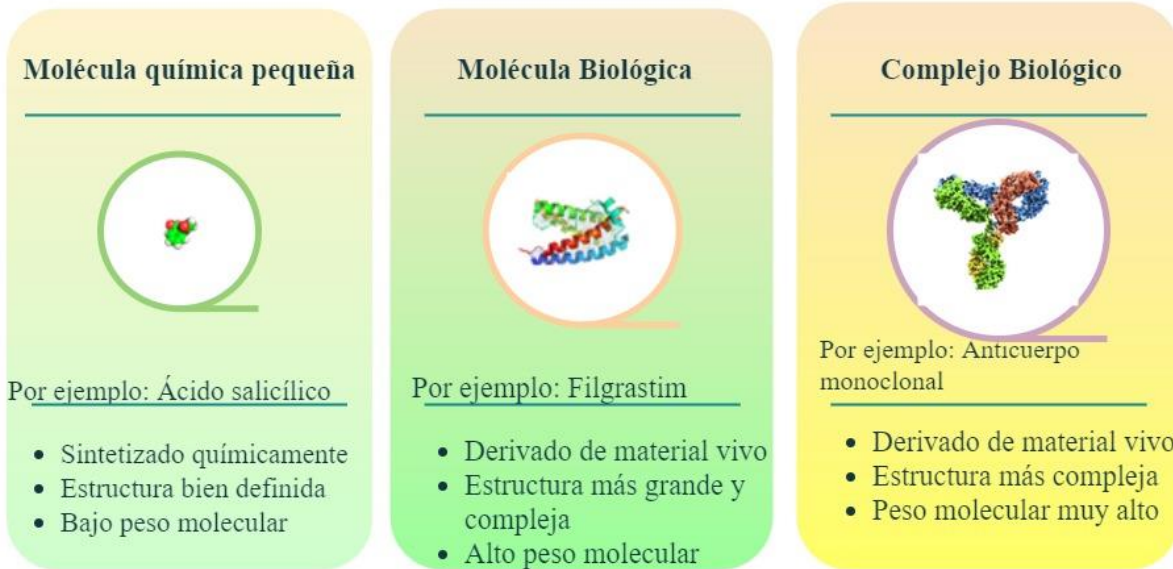 Molécula química pequeña
Por ejemplo: Ácido salicílico
• Sintetizado químicamente
• Estructura bien definida
• Bajo peso molecular
Molécula Biológica
Por ejemplo: Filgrastim
• Derivado de material vivo
• Estructura más grande y
compleja
• Alto peso molecular
Complejo Biológico
Por ejemplo: Anticuerpo
monoclonal
• Derivado de material vivo
• Estructura más compleja
• Peso molecular muy alto